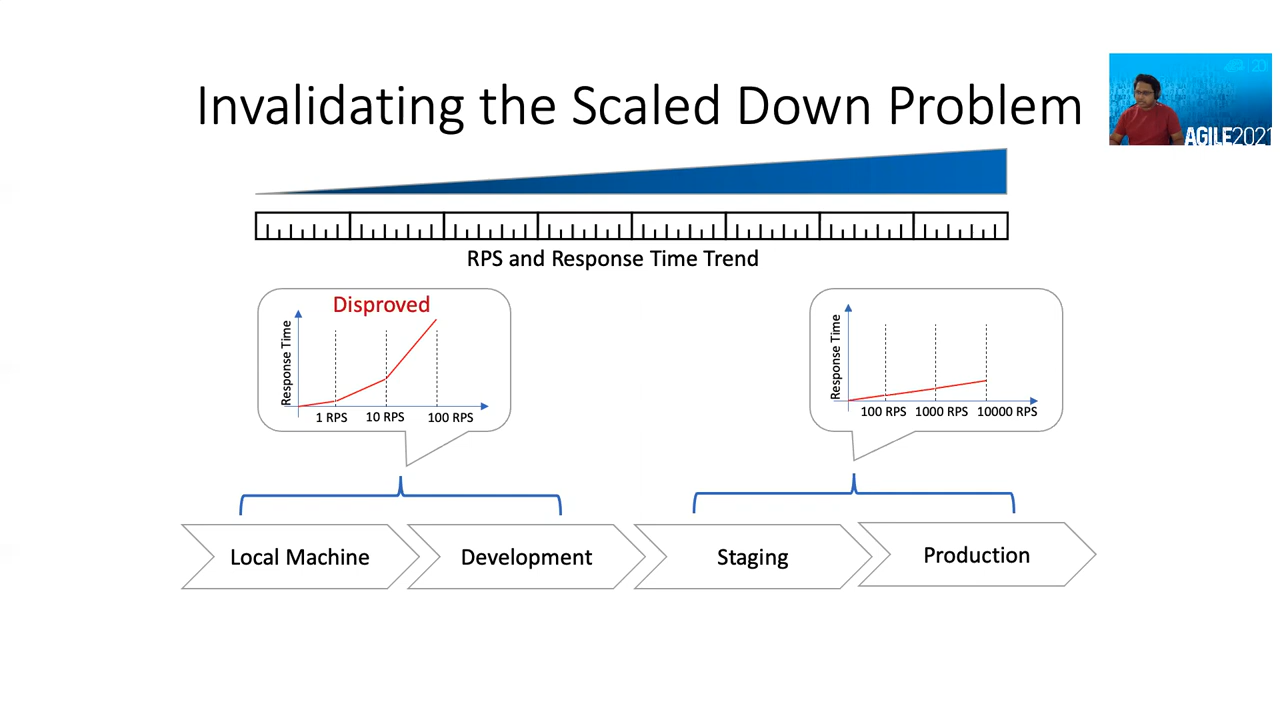 Invalidating the Scaled Down Problem
AGILE2021
RPS and Response Time Trend
Disproved
Response Time
1 RPS
10 RPS
100 RPS
Response Time
100 RPS
1000 RPS
10000 RPS
Local Machine
Development
Staging
Production